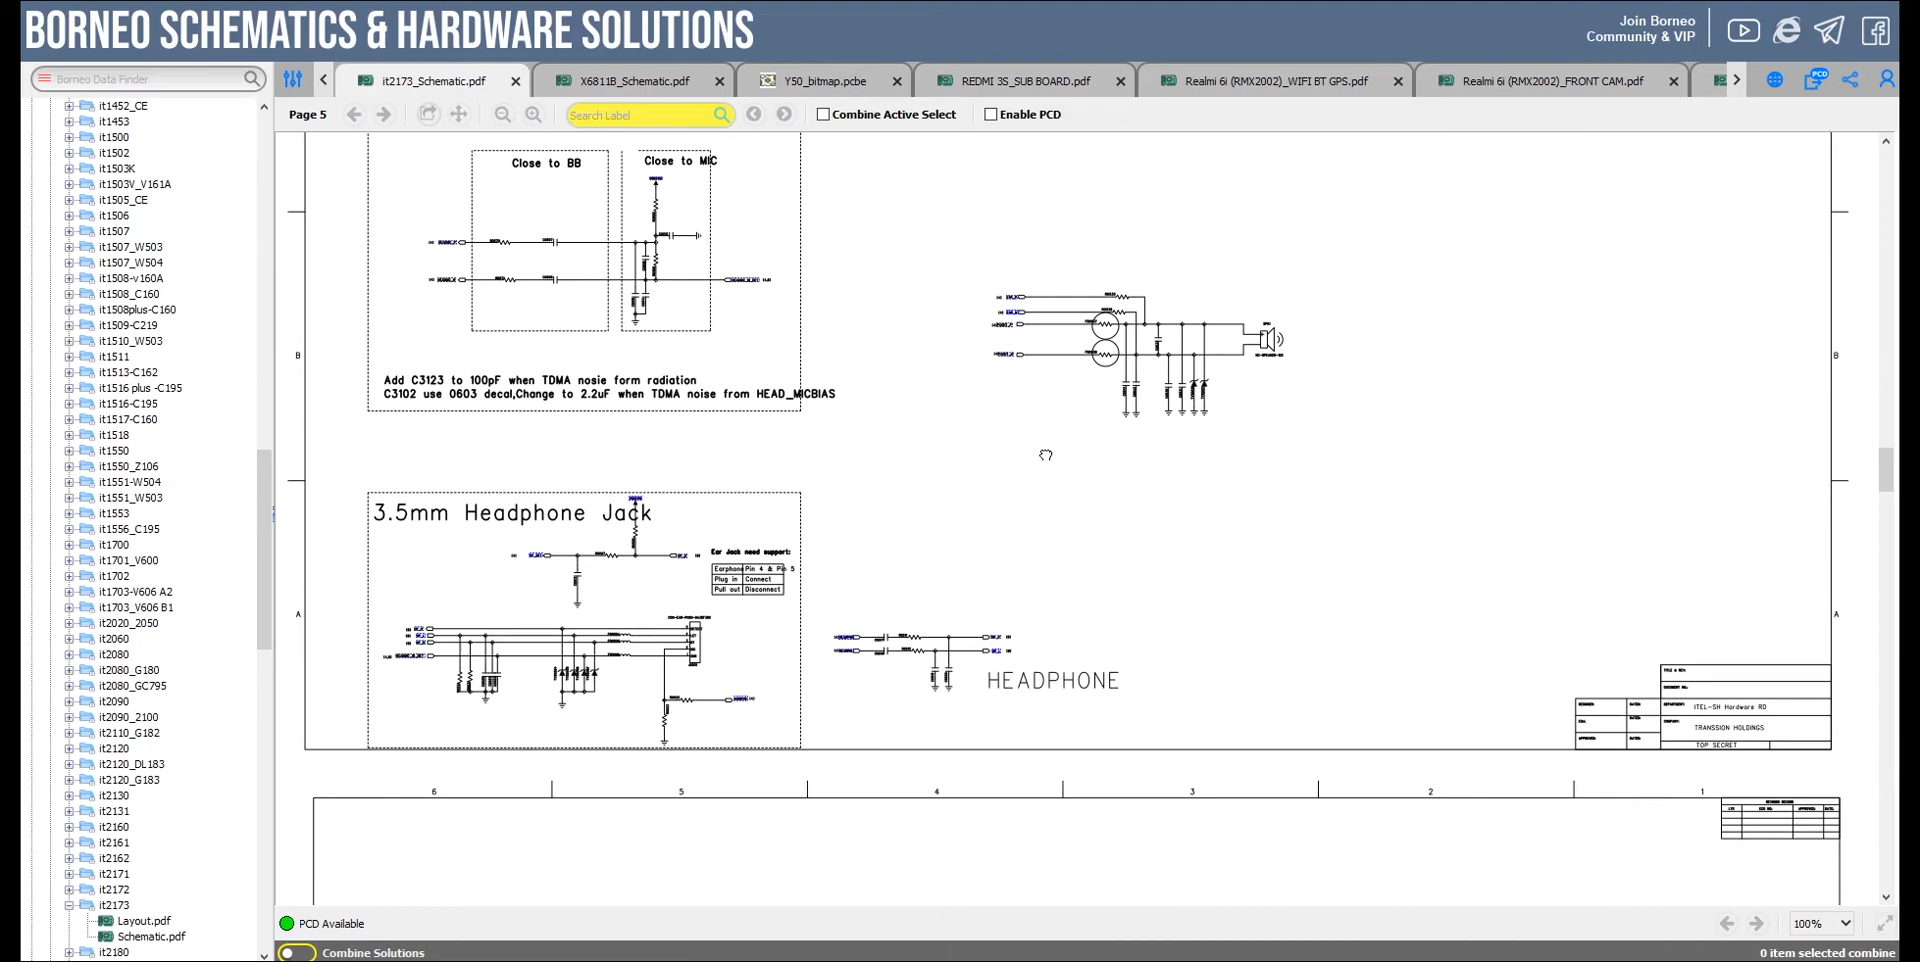 BORNEO SCHEMATICS & HARDWARE SOLUTIONS
Join Borneo
Community & VIP
Borneo Data Finder
it2173_Schematic.pdf
X6811B_Schematic.pdf
Y50_bitmap.pcbe
REDMI 3S_SUB BOARD.pdf
Realmi 6i (RMX2002)_WIFI BT GPS.pdf
Realmi 6i (RMX2002)_FRONT CAM.pdf
PCD
Page 5
Search Label
Combine Active Select
Enable PCD
it1452_CE
it1453
it1500
it1502
it1503K
it1503V_V161A
it1505_CE
it1506
it1507
it1507_W503
it1507_W504
it1508-v160A
it1508_C160
it1508plus-C160
it1509-C219
it1510_W503
it1511
it1513-C162
it1516 plus -C195
it1516-C195
it1517-C160
it1518
it1550
it1550_Z106
it1551-W504
it1551_W503
it1553
it1556_C195
it1700
it1701_V600
it1702
it1703-V606 A2
it1703_V606 B1
it2020_2050
it2060
it2080
it2080_G180
it2080_GC795
it2090
it2090_2100
it2110_G182
it2120
it2120_DL183
it2120_G183
it2130
it2131
it2160
it2161
it2162
it2171
it2172
it2173
Layout.pdf
Schematic.pdf
it2180
Close to BB
Close to MIC
B
B
Add C3123 to 100pF when TDMA nosie form radiation
C3102 use 0603 decal,Change to 2.2uF when TDMA noise from HEAD_MICBIAS
3.5mm Headphone Jack
Ear Jack need support:
Earphone Pin 4 & Pin 5
Plug in Connect
Pull out Disconnect
A
A
HEADPHONE
ITEL-SH Hardware RD
TRANSSION HOLDINGS
TOP SECRET
6
5
4
3
2
1
PCD Available
100%
Combine Solutions
0 item selected combine